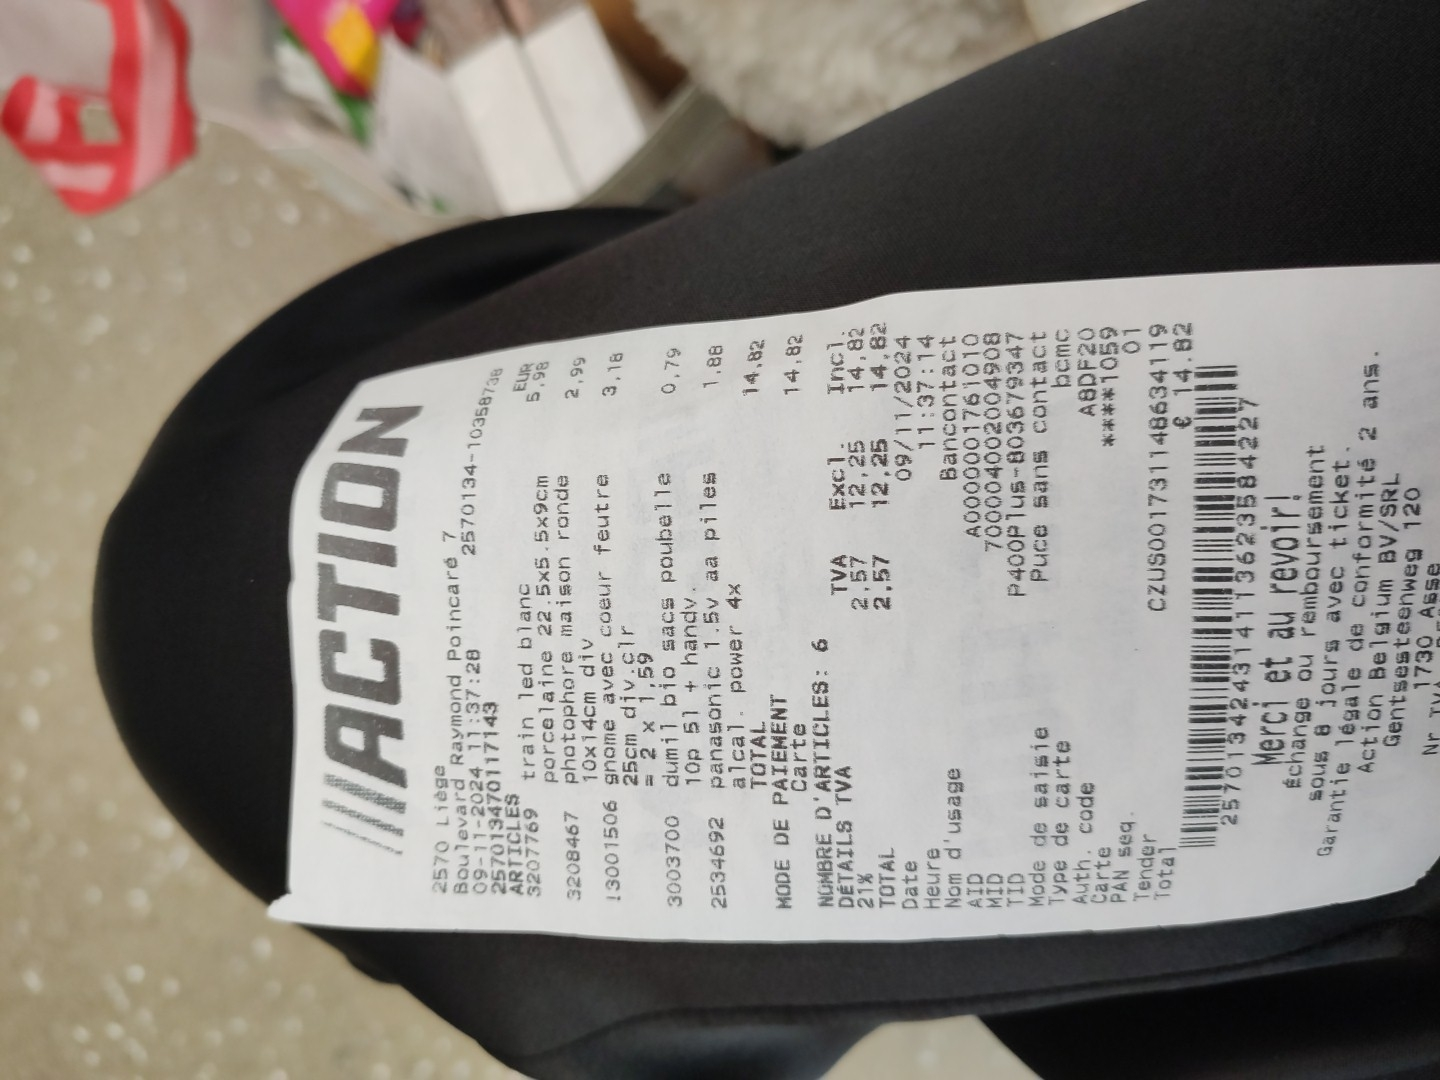 ACTION
2570 Liège
Boulevard Raymond Poincaré 7
09-11-2024 11:37:28 2570134-10358738
2570134701117143
ARTICLES EUR
3207769 train led blanc 5,98
porcelaine 22.5x5.5x9cm
3208467 photophore maison ronde 2,99
10x14cm div
!3001506 gnome avec coeur feutre 3,18
25cm div.clr
= 2 x 1,59
3003700 dumil bio sacs poubelle 0,79
10p 5l + handv.
2534692 panasonic 1.5v aa piles 1,88
alcal. power 4x
TOTAL 14,82
MODE DE PAIEMENT
Carte 14,82
NOMBRE D'ARTICLES: 6
DÉTAILS TVA TVA Excl. Incl.
21% 2,57 12,25 14,82
TOTAL 2,57 12,25 14,82
Date 09/11/2024
Heure 11:37:14
Nom d'usage Bancontact
AID A0000001761010
MID 700004002004908
TID P400Plus-803679347
Mode de saisie Puce sans contact
Type de carte bcmc
Auth. code ABDF20
Carte ****1059
PAN seq. 01
Tender CZUS001731148634119
Total € 14.82
257013424314113623584227
Merci et au revoir!
Échange ou remboursement
sous 8 jours avec ticket.
Garantie légale de conformité 2 ans.
Action Belgium BV/SRL
Gentsesteenweg 120
1730 Asse
Nr TVA